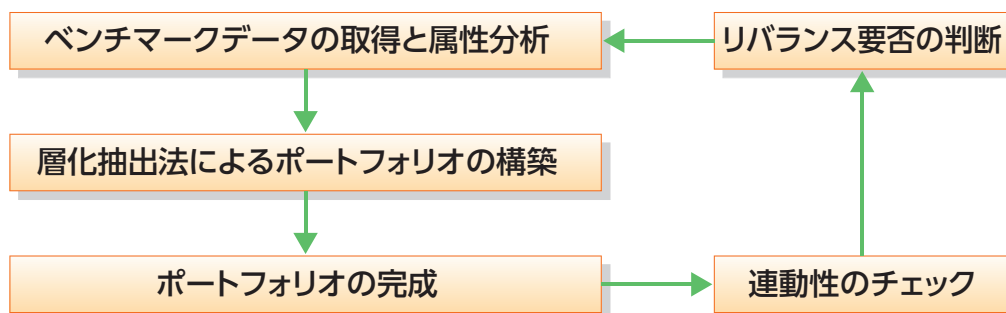 ベンチマークデータの取得と属性分析
リバランス要否の判断
層化抽出法によるポートフォリオの構築
ポートフォリオの完成
連動性のチェック